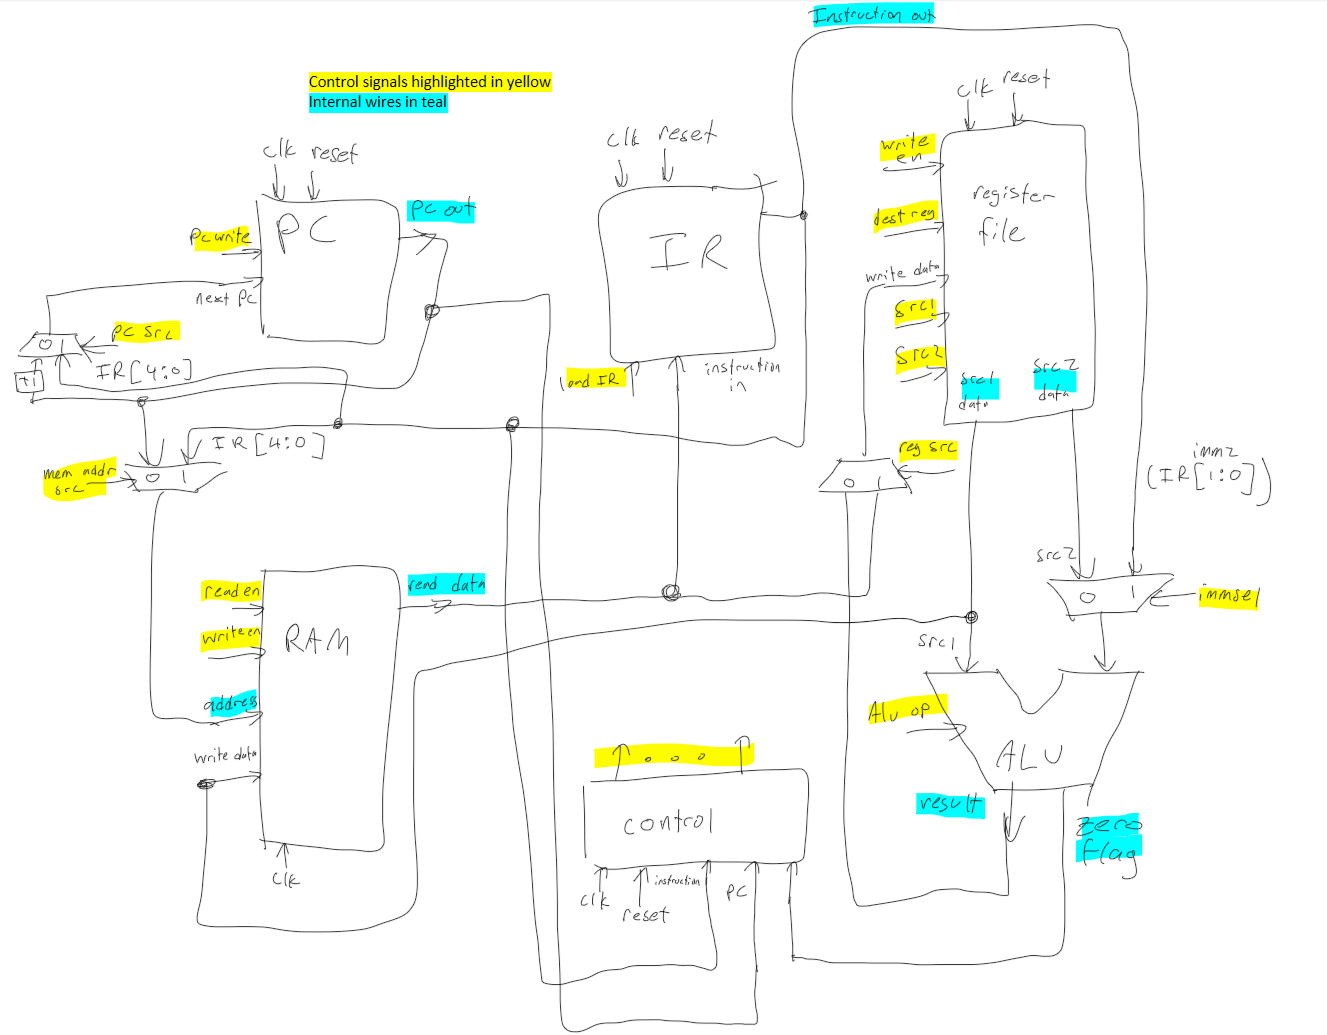 Instruction out
Control signals highlighted in yellow
Internal wires in teal
clk reset
PC
pc out
pc write
next pc
0 1
pc src
+1
IR[4:0]
IR[4:0]
mem addr
src
0 1
clk reset
IR
load IR
instruction
in
clk reset
write
en
dest reg
write data
src1
src2
register
file
src1
data
src2
data
reg src
0 1
imm2
(IR[1:0])
src2
0 1
immsel
read en
write en
address
write data
RAM
clk
read data
src1
Alu op
ALU
result
zero
flag
control
clk
reset
instruction
PC